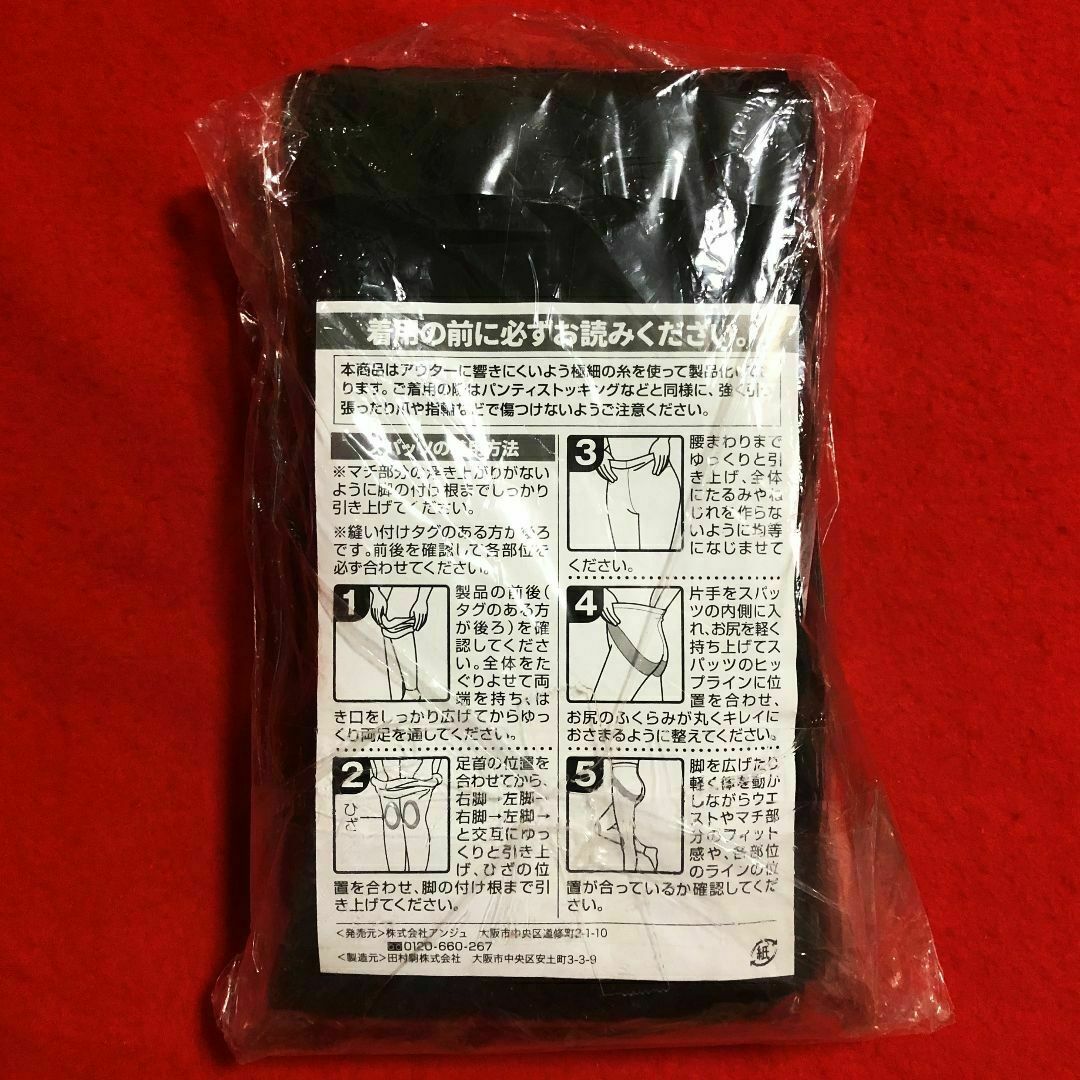 着用の前に必ずお読みください。
本商品はアウターに響きにくいよう極細の糸を使って製品化
ります。ご着用の際はパンティストッキングなどと同様に、強く引
張ったり爪や指輪などで傷つけないようご注意ください。
スパッツの 方法
※マチ部分の浮き上がりがない
ように脚の付け根までしっかり
引き上げてください。
※縫い付けタグのある方が後ろ
です。前後を確認して各部位を
必ず合わせてください。
1
製品の前後(
タグのある方
が後ろ)を確
認してくださ
い。全体をた
ぐりよせて両
端を持ち、は
き口をしっかり広げてからゆっ
くり両足を通してください。
2
ひざ
足首の位置を
合わせてから、
右脚→左脚→
右脚→左脚→
と交互にゆっ
くりと引き上
げ、ひざの位
置を合わせ、脚の付け根まで引
き上げてください。
3
腰まわりまで
ゆっくりと引
き上げ、全体
にたるみやね
じれを作らな
いように均等
になじませて
ください。
4
片手をスパッ
ツの内側に入
れ、お尻を軽く
持ち上げてス
パッツのヒッ
プラインに位
置を合わせ、
お尻のふくらみが丸くキレイに
おさまるように整えてください。
5
脚を広げたり
軽く体を動か
しながらウエ
ストやマチ部
分のフィット
感や、各部位
のラインの位
置が合っているか確認してくだ
さい。
<発売元>株式会社アンジュ 大阪市中央区道修町2-1-10
0120-660-267
<製造元>田村駒株式会社 大阪市中央区安土町3-3-9
紙